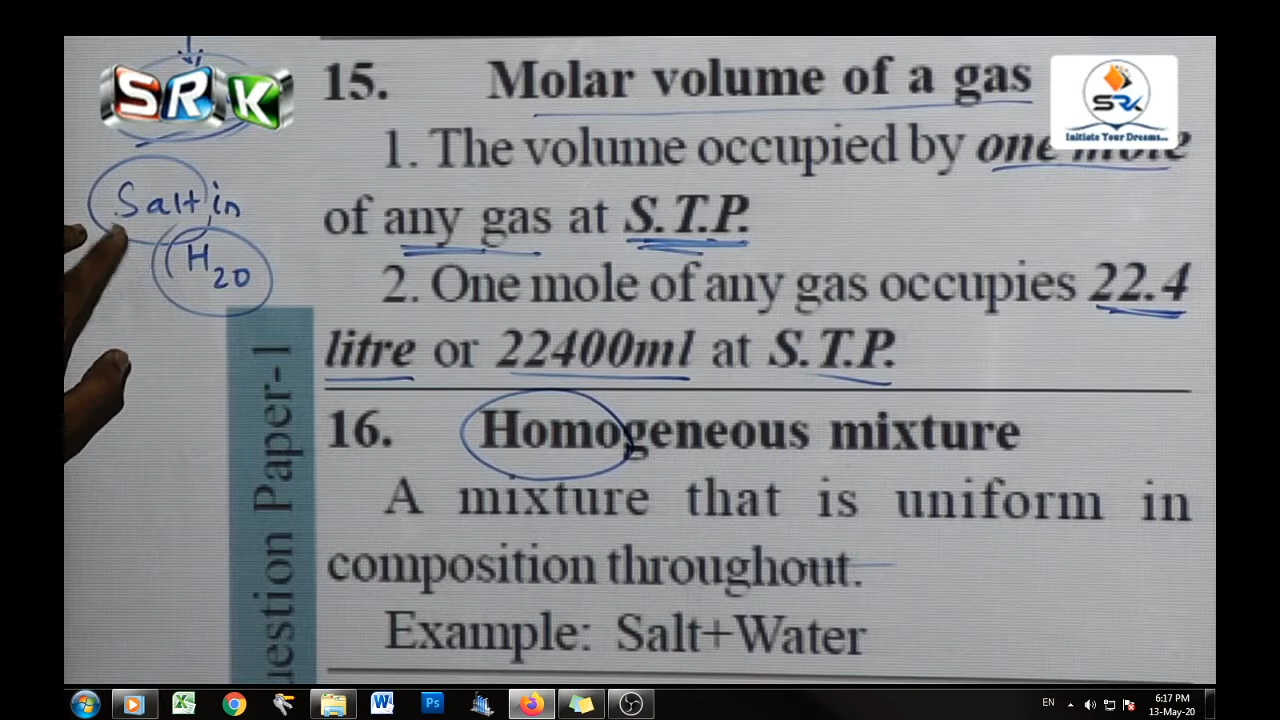 SRK
15. Molar volume of a gas
SRK
Initiate Your Dreams...
1. The volume occupied by one mole
of any gas at S.T.P.
Salt in
H20
2. One mole of any gas occupies 22.4
litre or 22400ml at S.T.P.
16. Homogeneous mixture
A mixture that is uniform in
composition throughout.
Example: Salt+Water
uestion Paper-1
EN
6:17 PM
13-May-20